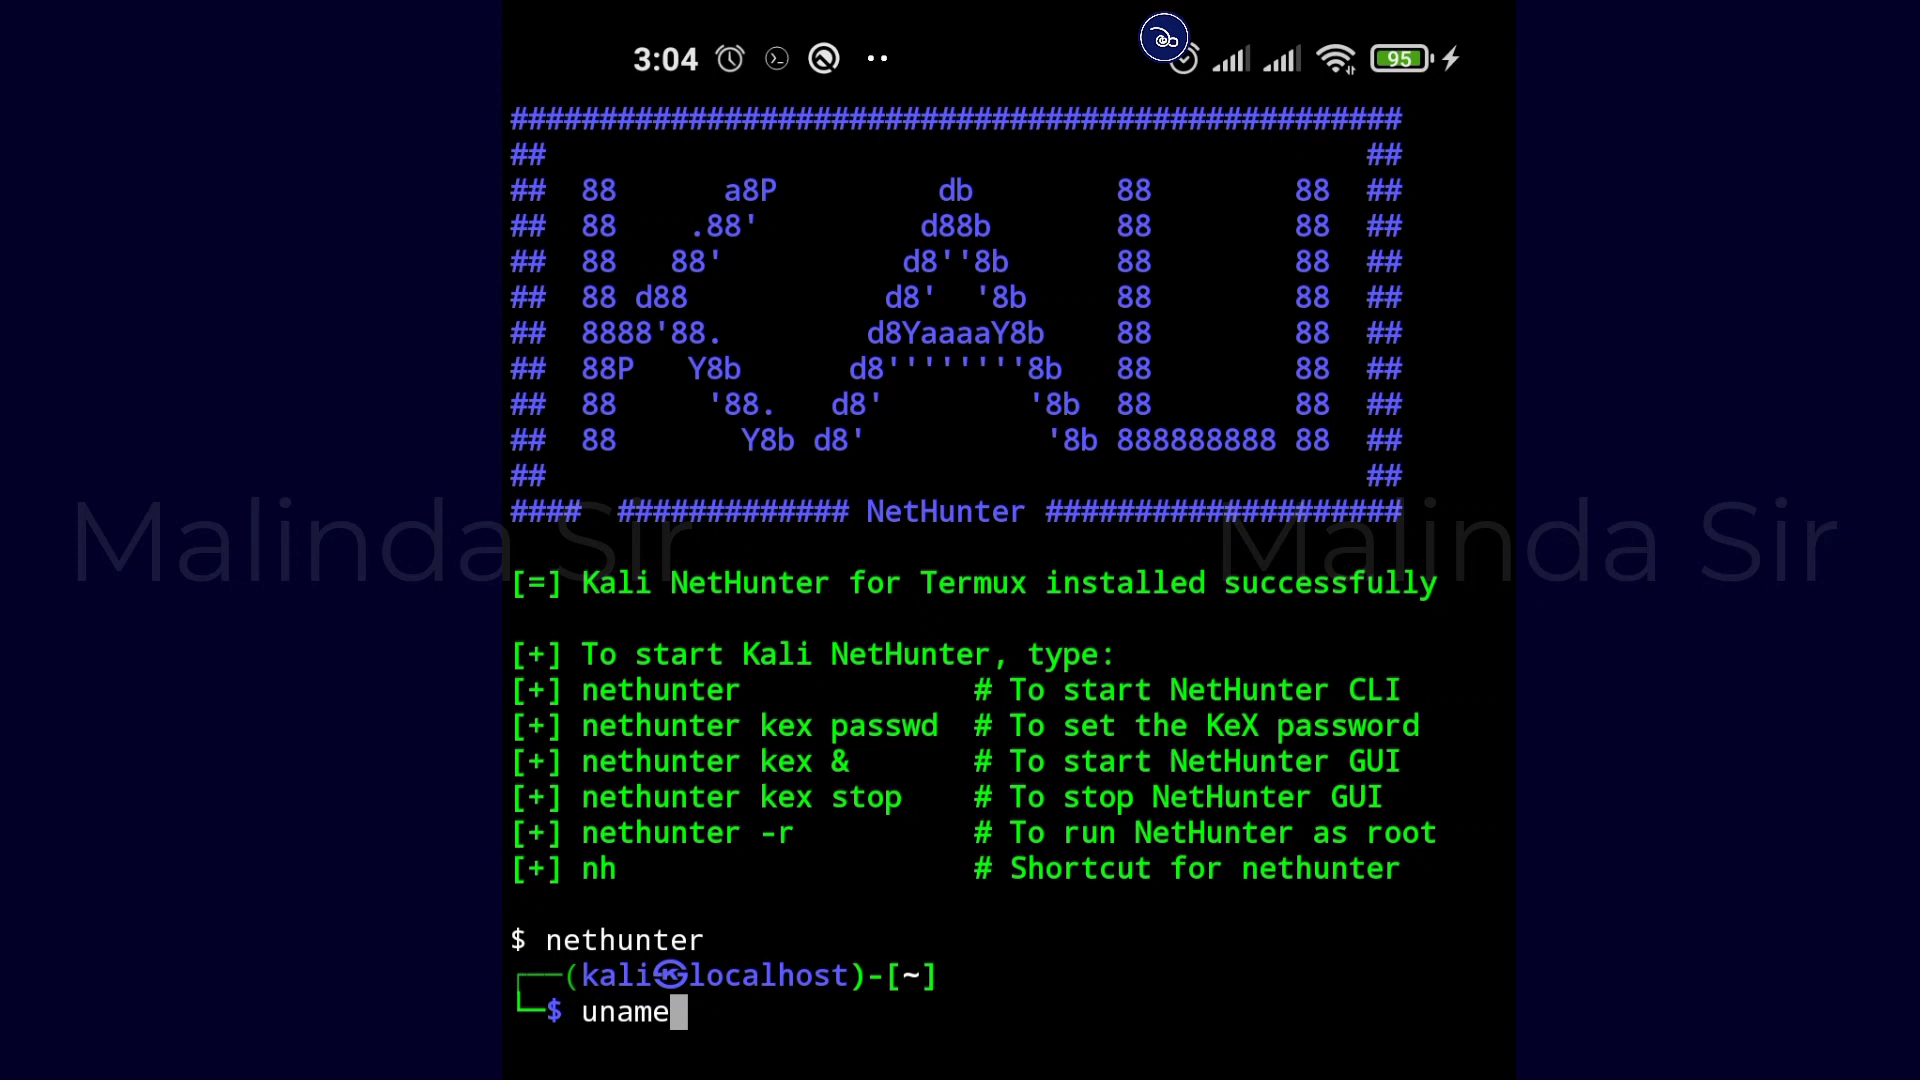 3:04 95
##################################################
##                                              ##
##  88      a8P         db        88        88  ##
##  88    .88'         d88b       88        88  ##
##  88   88'          d8''8b      88        88  ##
##  88 d88           d8'  '8b     88        88  ##
##  8888'88.        d8YaaaaY8b    88        88  ##
##  88P   Y8b      d8''''''''8b   88        88  ##
##  88     '88.   d8'        '8b  88        88  ##
##  88       Y8b d8'          '8b 888888888 88  ##
##                                              ##
####  ############# NetHunter ####################
Malinda Sir Malinda Sir
[=] Kali NetHunter for Termux installed successfully
[+] To start Kali NetHunter, type:
[+] nethunter             # To start NetHunter CLI
[+] nethunter kex passwd  # To set the KeX password
[+] nethunter kex &       # To start NetHunter GUI
[+] nethunter kex stop    # To stop NetHunter GUI
[+] nethunter -r          # To run NetHunter as root
[+] nh                    # Shortcut for nethunter
$ nethunter
┌──(kali㉿localhost)-[~]
└─$ uname